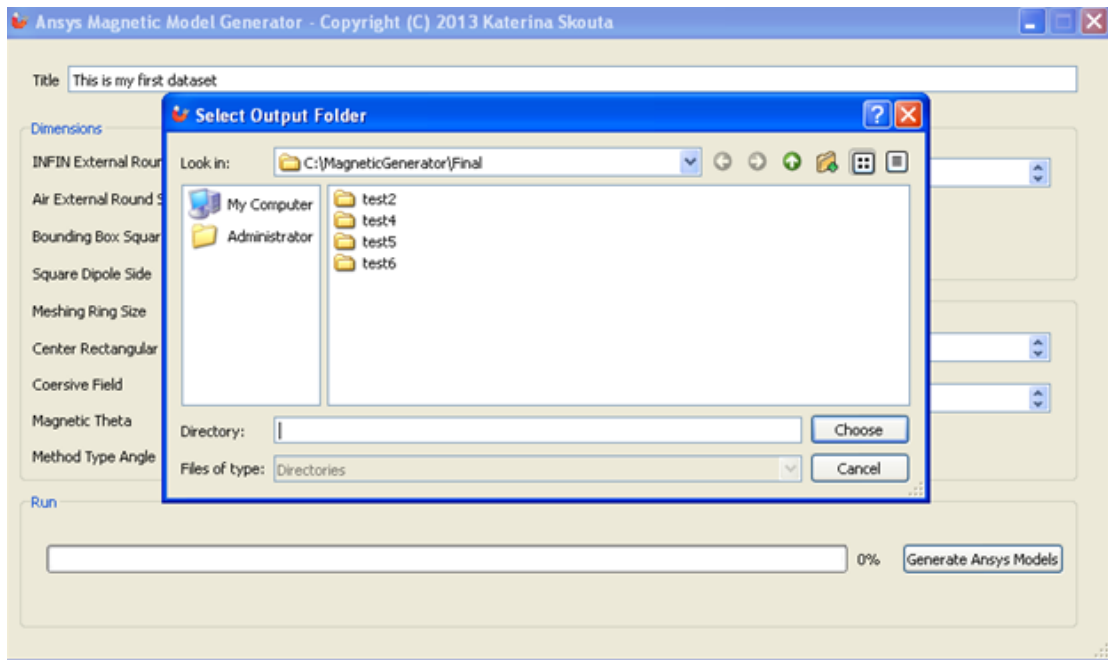 Ansys Magnetic Model Generator - Copyright (C) 2013 Katerina Skouta
Title This is my first dataset
Select Output Folder
Dimensions
INFIN External Roun
Look in: C:\MagneticGenerator\Final
Air External Round S
My Computer
Administrator
test2
test4
test5
test6
Bounding Box Squar
Square Dipole Side
Meshing Ring Size
Center Rectangular
Coersive Field
Magnetic Theta
Directory: Choose
Method Type Angle
Files of type: Directories Cancel
Run
0% Generate Ansys Models